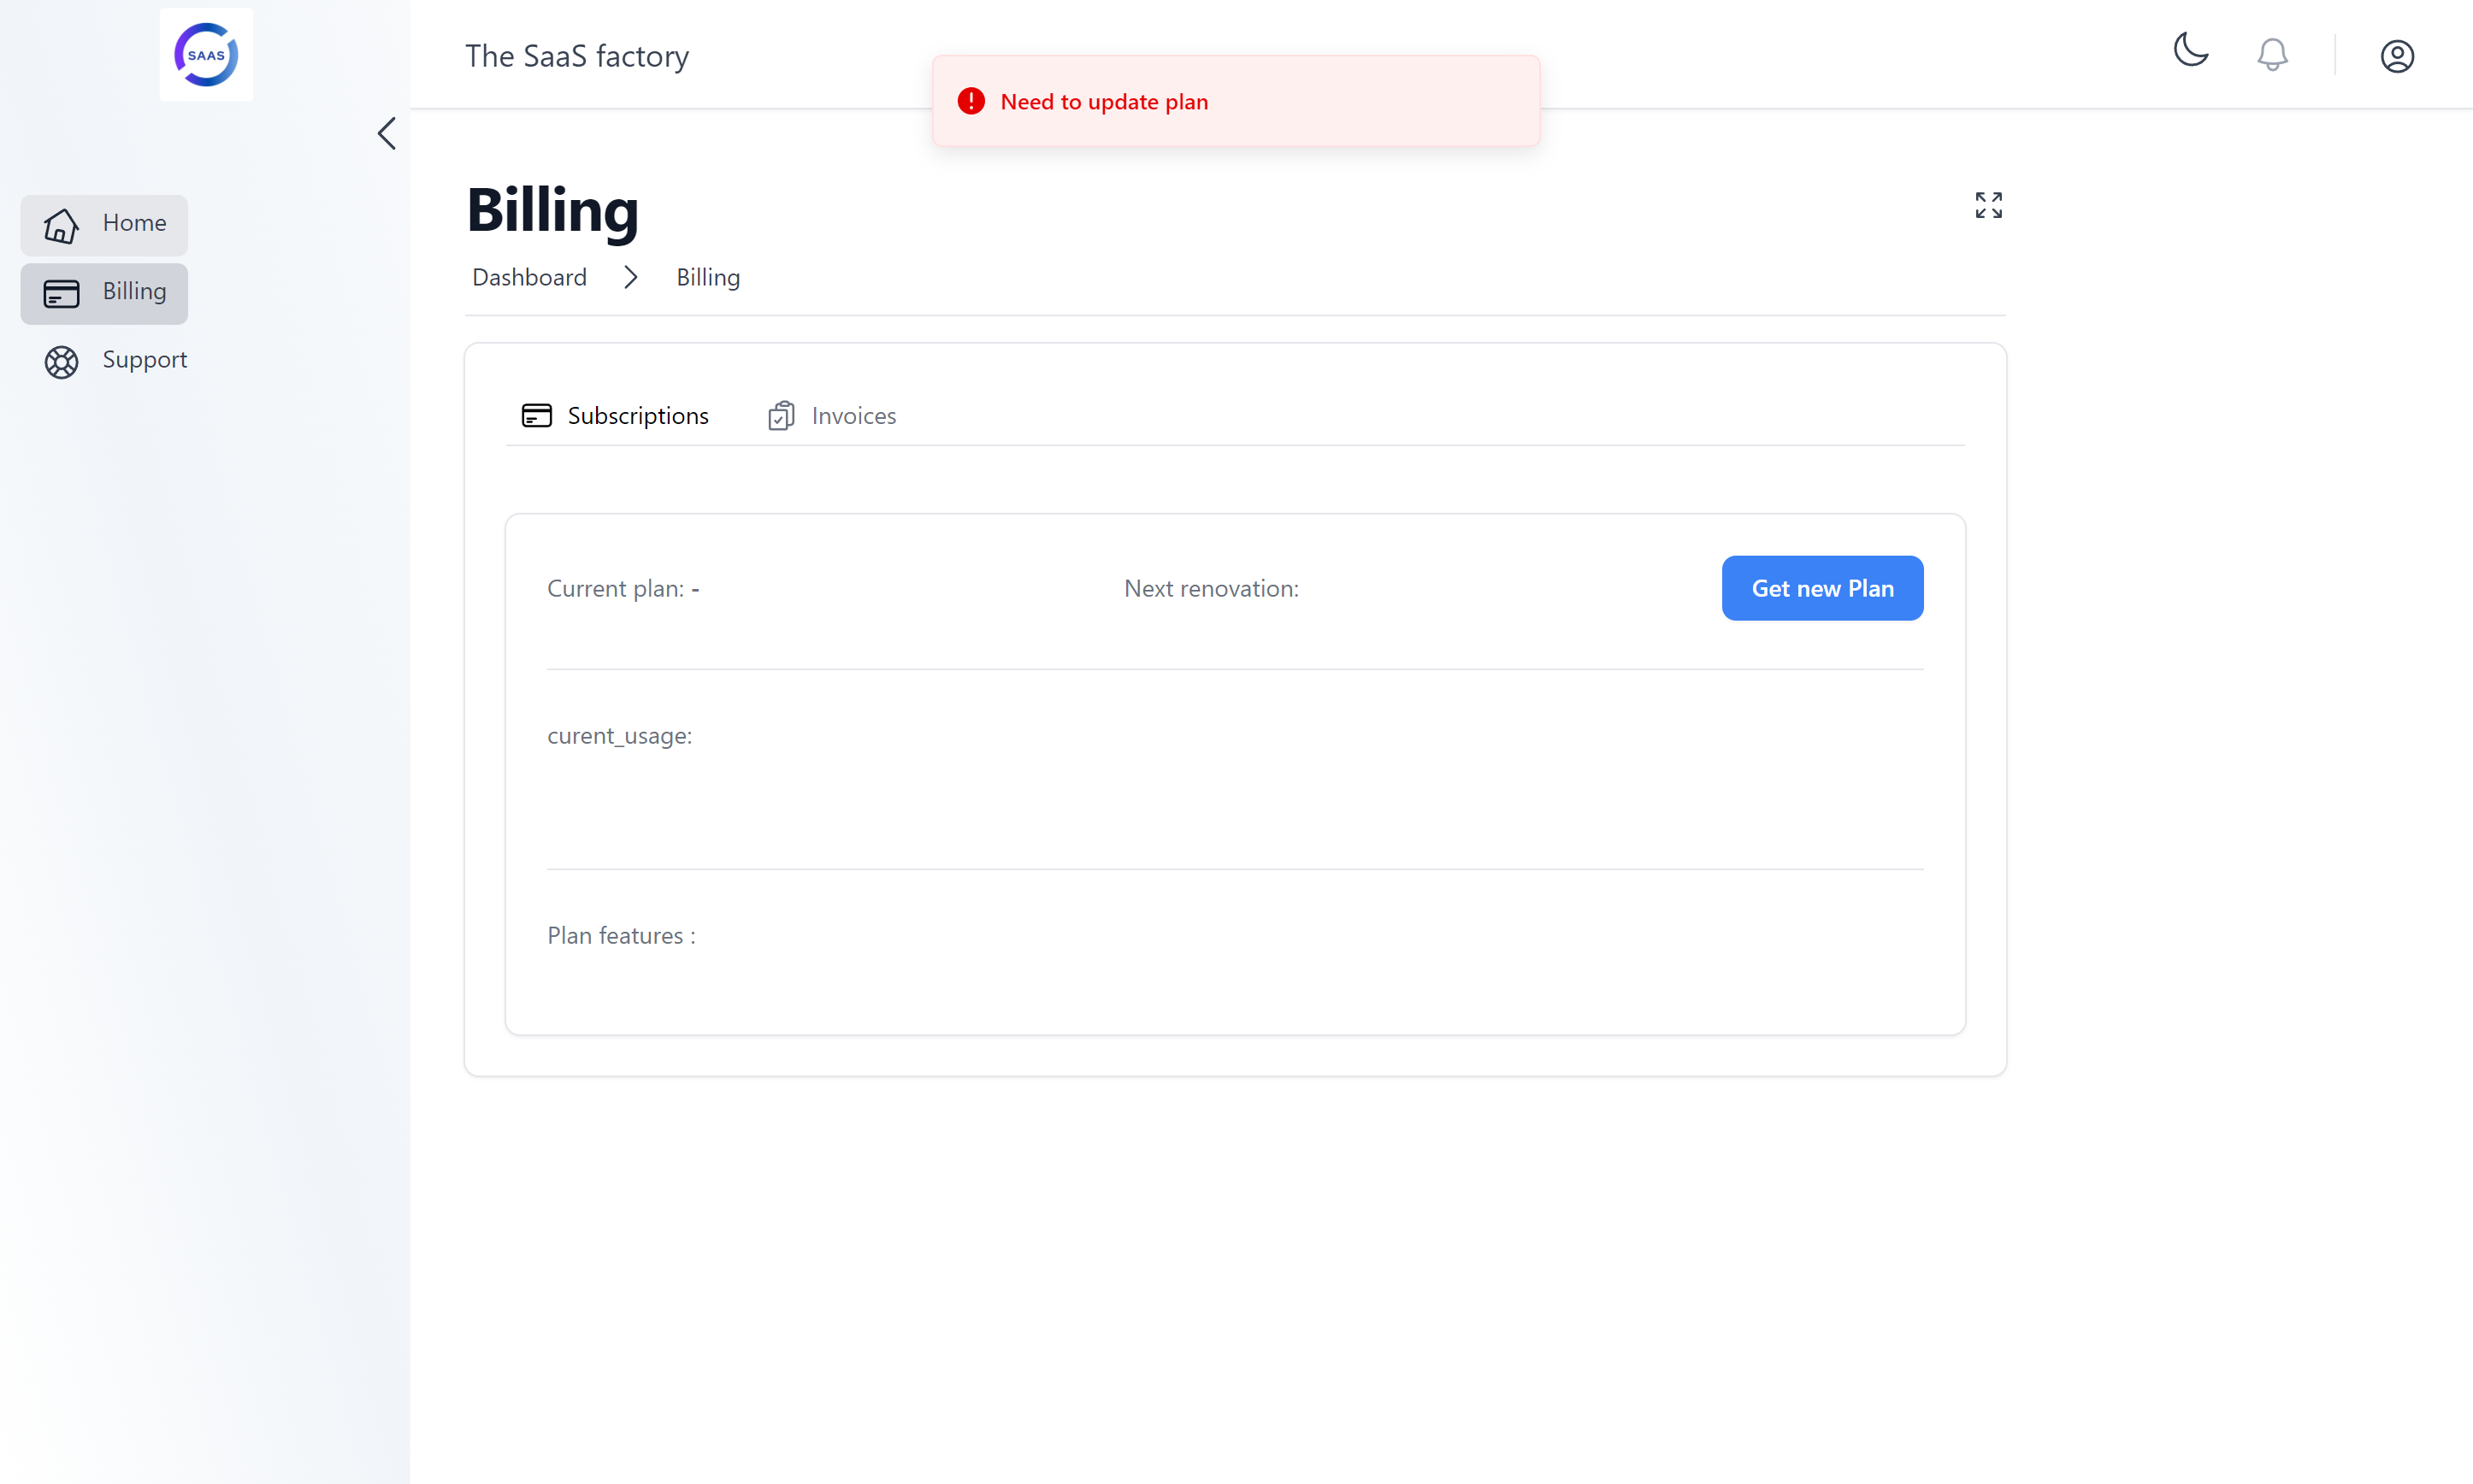 SAAS
The SaaS factory
Need to update plan
Home
Billing
Support
Billing
Dashboard
Billing
Subscriptions
Invoices
Current plan: -
Next renovation:
Get new Plan
curent_usage:
Plan features :